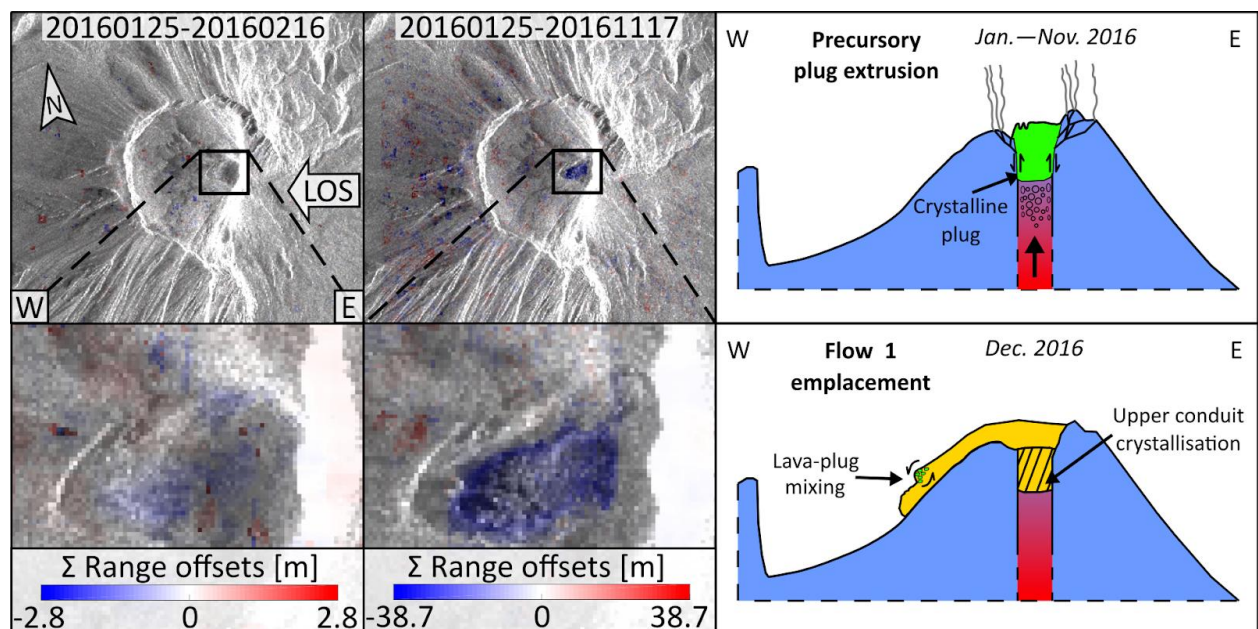 20160125-20160216
20160125-20161117
N
LOS
W
E
Σ Range offsets [m]
-2.8 0 2.8
Σ Range offsets [m]
-38.7 0 38.7
W
Precursory
plug extrusion
Jan.—Nov. 2016
E
Crystalline
plug
W
Flow 1
emplacement
Dec. 2016
E
Upper conduit
crystallisation
Lava-plug
mixing